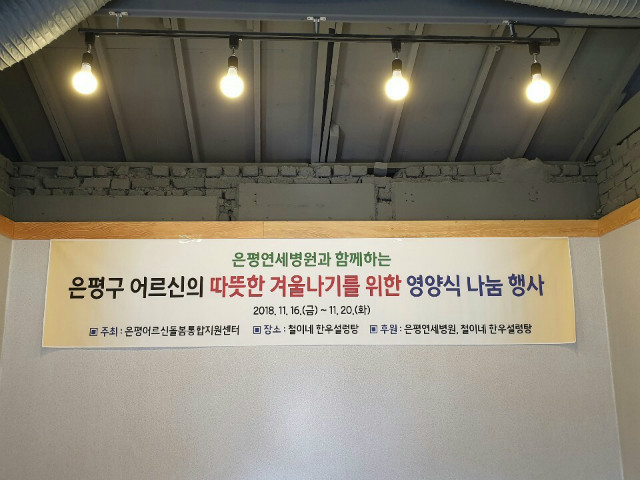 은평연세병원과 함께하는
은평구 어르신의 따뜻한 겨울나기를 위한 영양식 나눔 행사
2018. 11. 16.(금) ~ 11. 20.(화)
▣ 주최 : 은평어르신돌봄통합지원센터 ▣ 장소 : 철이네 한우설렁탕 ▣ 후원 : 은평연세병원, 철이네 한우설렁탕